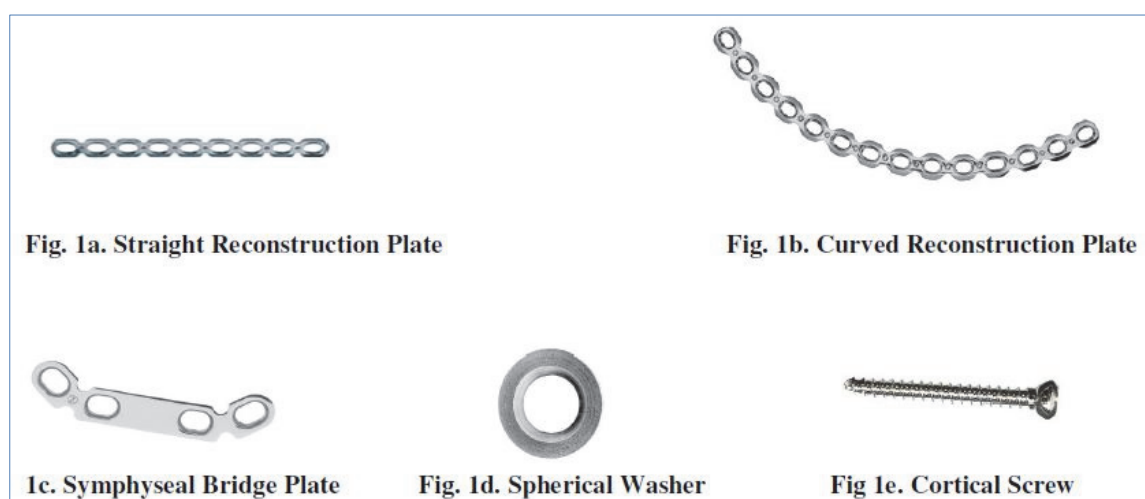 Fig. 1a. Straight Reconstruction Plate
Fig. 1b. Curved Reconstruction Plate
1c. Symphyseal Bridge Plate
Fig. 1d. Spherical Washer
Fig 1e. Cortical Screw